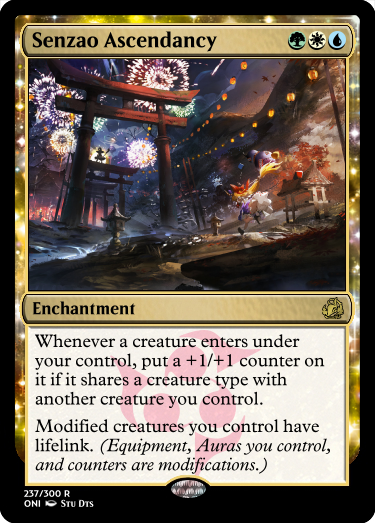 Senzao Ascendancy
Enchantment
Whenever a creature enters under
your control, put a +1/+1 counter on
it if it shares a creature type with
another creature you control.
Modified creatures you control have
lifelink. (Equipment, Auras you control,
and counters are modifications.)
237/300 R
ONI Stu Dts